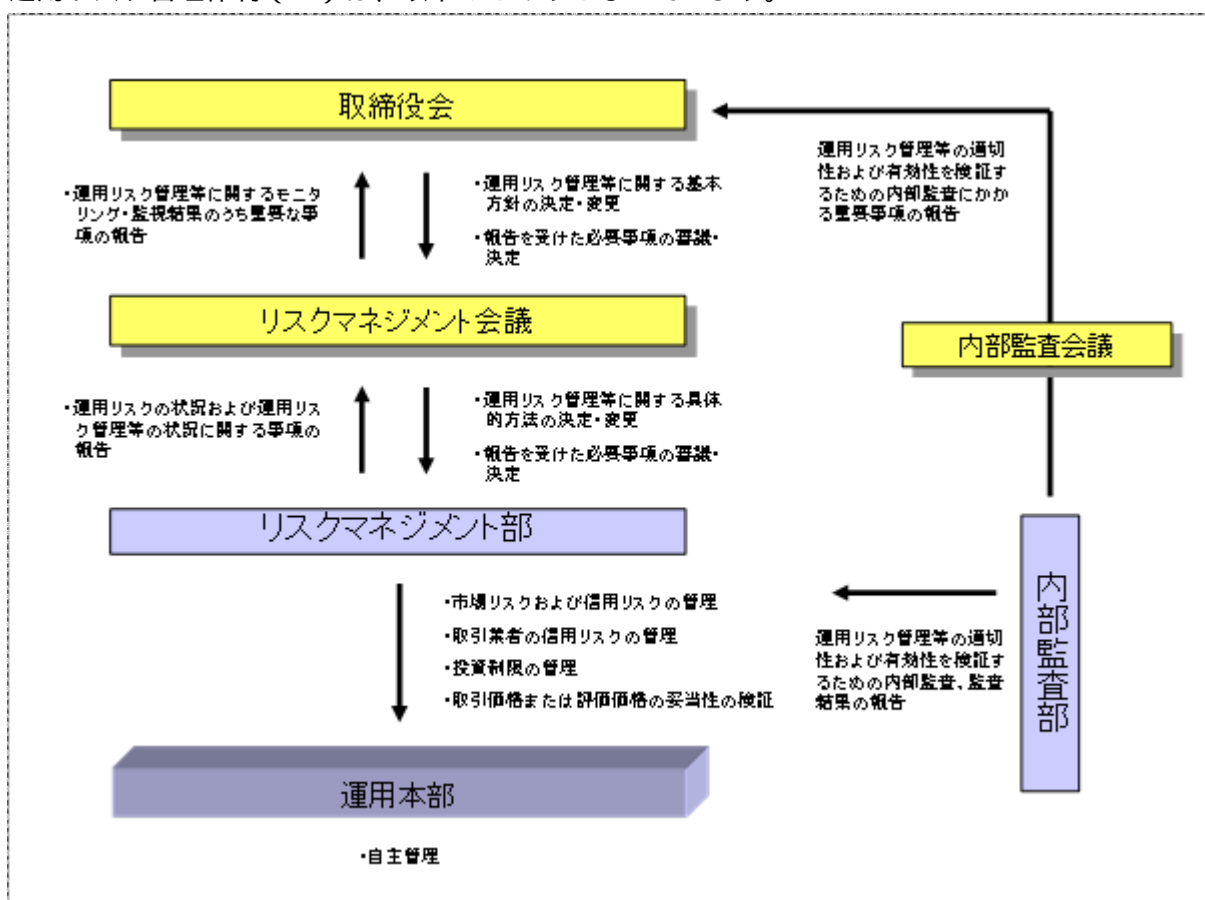 取締役会
・運用リスク管理等に関するモニ
タリング・監視結果のうち重要な事
項の報告
・運用リスク管理等に関する基本
方針の決定・変更
・報告を受けた必要事項の審議・
決定
運用リスク管理等の適切
性および有効性を検証す
るための内部監査にかか
る重要事項の報告
リスクマネジメント会議
内部監査会議
・運用リスクの状況および運用リス
ク管理等の状況に関する事項の
報告
・運用リスク管理等に関する具体
的方法の決定・変更
・報告を受けた必要事項の審議・
決定
リスクマネジメント部
・市場リスクおよび信用リスクの管理
・取引業者の信用リスクの管理
・投資制限の管理
・取引価格または評価価格の妥当性の検証
運用リスク管理等の適切
性および有効性を検証す
るための内部監査、監査
結果の報告
内部監査部
運用本部
・自主管理